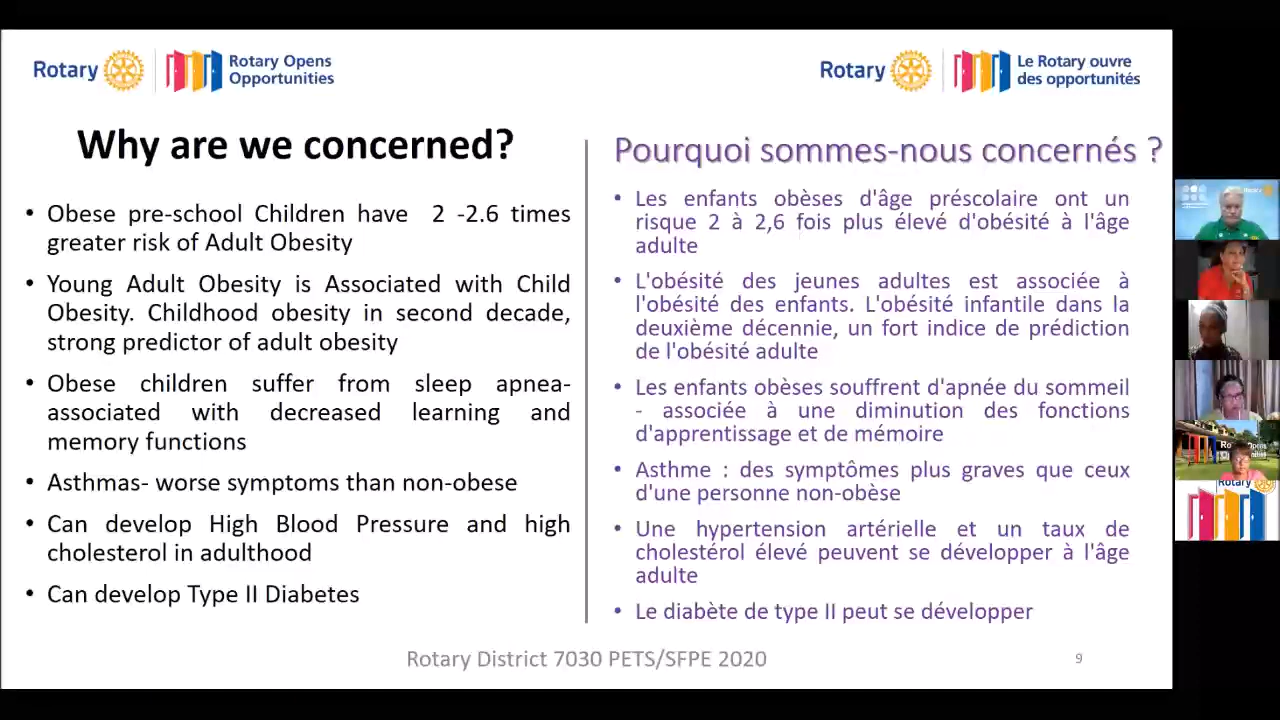 Rotary
Rotary Opens
Opportunities
Rotary
Le Rotary ouvre
des opportunités
Why are we concerned?
• Obese pre-school Children have 2 -2.6 times
greater risk of Adult Obesity
• Young Adult Obesity is Associated with Child
Obesity. Childhood obesity in second decade,
strong predictor of adult obesity
• Obese children suffer from sleep apnea-
associated with decreased learning and
memory functions
• Asthmas- worse symptoms than non-obese
• Can develop High Blood Pressure and high
cholesterol in adulthood
• Can develop Type II Diabetes
Pourquoi sommes-nous concernés ?
• Les enfants obèses d'âge préscolaire ont un
risque 2 à 2,6 fois plus élevé d'obésité à l'âge
adulte
• L'obésité des jeunes adultes est associée à
l'obésité des enfants. L'obésité infantile dans la
deuxième décennie, un fort indice de prédiction
de l'obésité adulte
• Les enfants obèses souffrent d'apnée du sommeil
- associée à une diminution des fonctions
d'apprentissage et de mémoire
• Asthme : des symptômes plus graves que ceux
d'une personne non-obèse
• Une hypertension artérielle et un taux de
cholestérol élevé peuvent se développer à l'âge
adulte
• Le diabète de type II peut se développer
Rotary District 7030 PETS/SFPE 2020
9
Rotary
Rotary